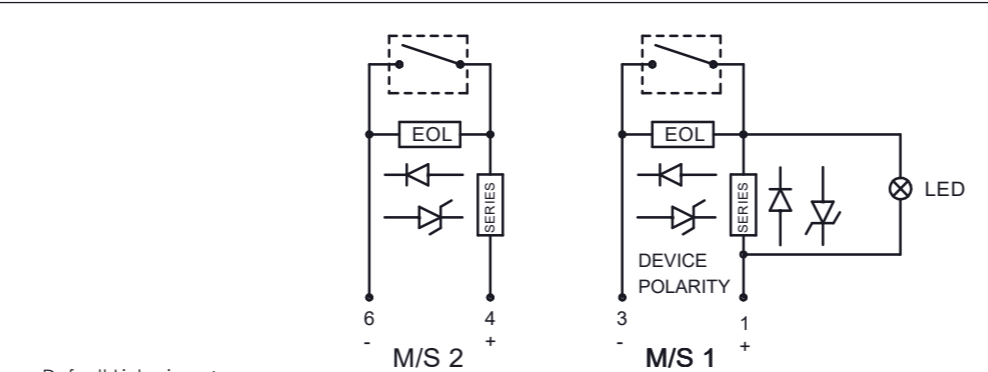 EOL
EOL
SERIES
SERIES
LED
DEVICE
POLARITY
6
4
3
1
-
+
-
+
M/S 2
M/S 1